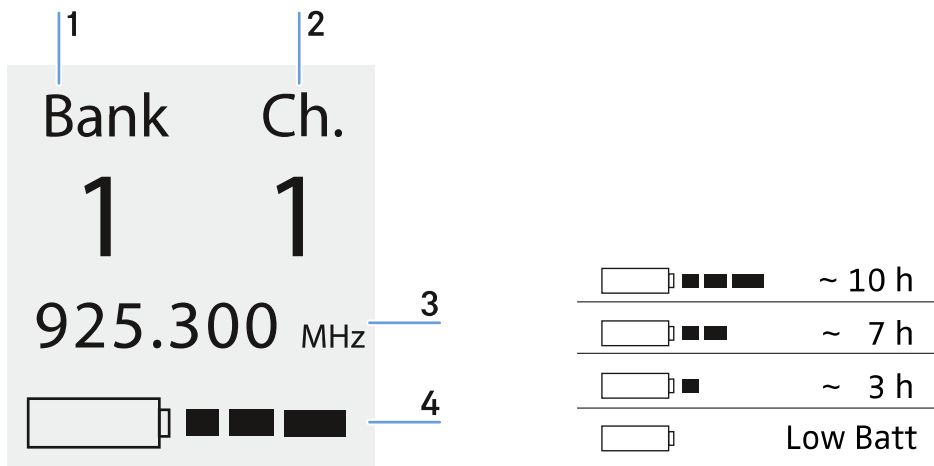 1 2
Bank Ch.
1 1
925.300 MHz
3
4
~ 10 h
~ 7 h
~ 3 h
Low Batt